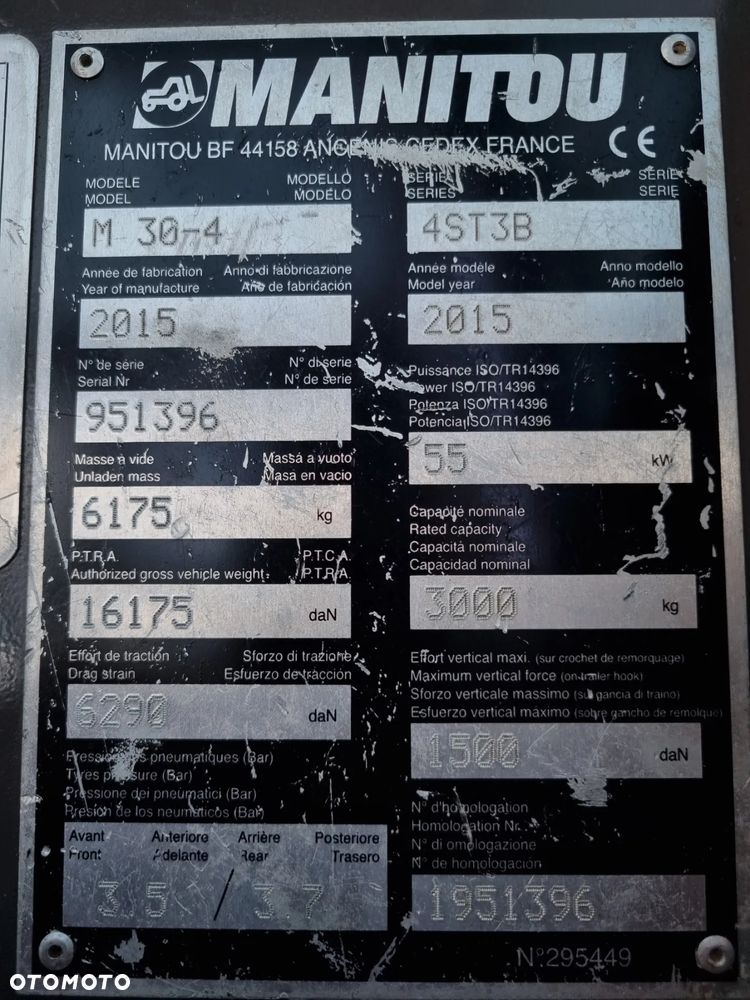 MANITOU
MANITOU BF 44158 ANCENIS CEDEX FRANCE CE
MODELE MODELLO
MODEL MODÉLO
M 30-4
SERIE SERIE
SERIES SERIE
4ST3B
Année de fabrication Anno di fabbricazione
Year of manufacture Año de fabricación
2015
Année modèle Anno modello
Model year Año modelo
2015
N° de série N° di serie
Serial Nr N° de serie
951396
Puissance ISO/TR14396
Power ISO/TR14396
Potenza ISO/TR14396
Potencia ISO/TR14396
55 kW
Masse à vide Massa a vuoto
Unladen mass Masa en vacio
6175 kg
Capacité nominale
Rated capacity
Capacità nominale
Capacidad nominal
3000 kg
P.T.R.A. P.T.C.A
Authorized gross vehicle weight P.T.R.A.
16175 daN
Effort de traction Sforzo di trazione
Drag strain Esfuerzo de tracción
6290 daN
Effort vertical maxi. (sur crochet de remorquage)
Maximum vertical force (on trailer hook)
Sforzo verticale massimo (su gancia di traino)
Esfuerzo vertical máximo (sobre gancho de remolque)
1500 daN
Pression des pneumatiques (Bar)
Tyres pressure (Bar)
Pressione dei pneumatici (Bar)
Presion de los neumáticos (Bar)
Avant Anteriore Arrière Posteriore
Front Adelante Rear Trasero
3.5 / 3.7
N° d'homologation
Homologation Nr
N° di omologazione
N° de homologación
1951396
N°295449
OTOMOTO